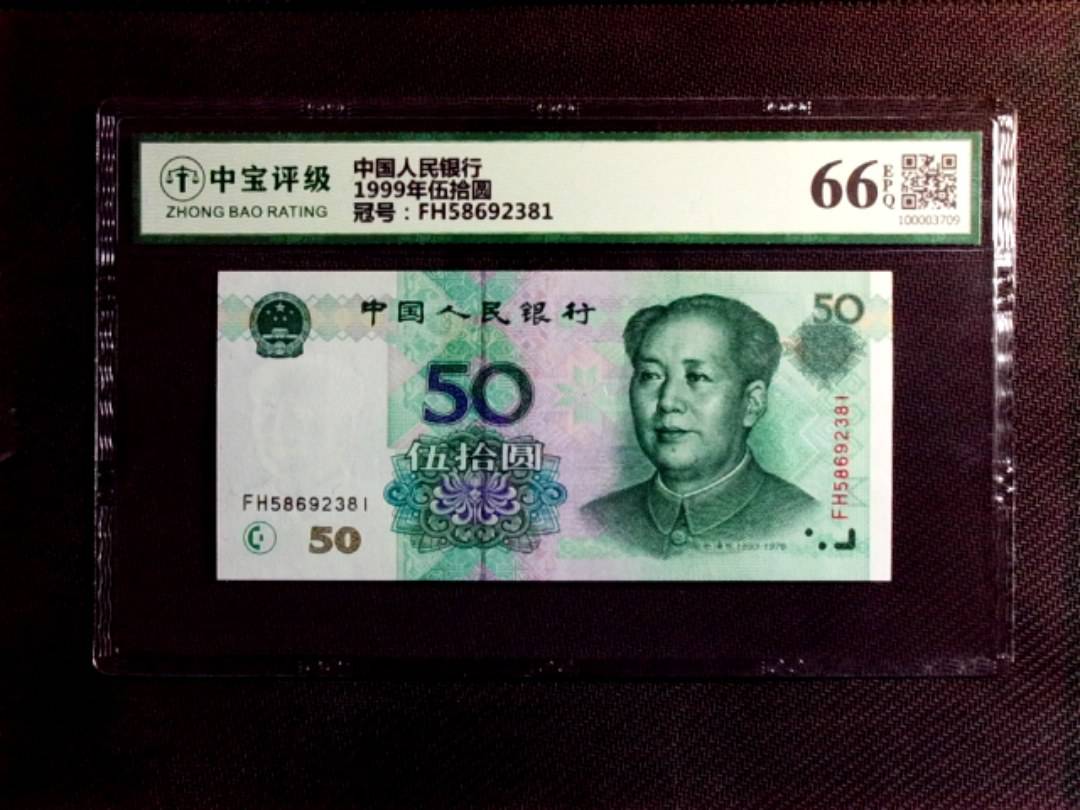 中宝评级
ZHONG BAO RATING
中国人民银行
1999年伍拾圆
冠号：FH58692381
66
EPQ
100003709
中国人民银行
50
50
伍拾圆
FH58692381
FH58692381
50
1893-1976